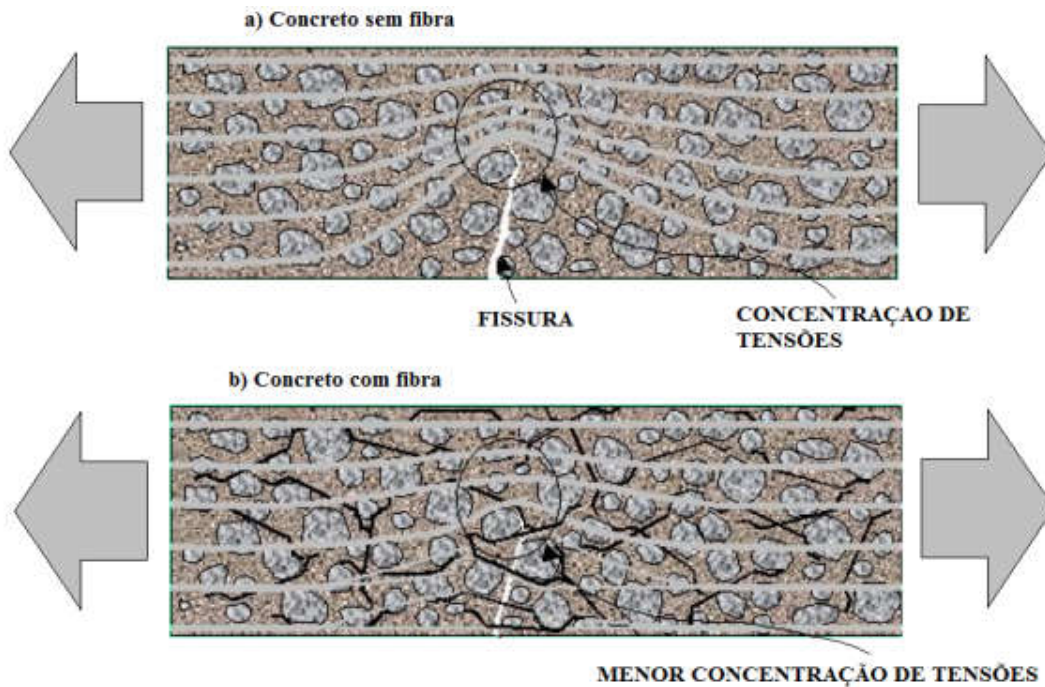 a) Concreto sem fibra
FISSURA
CONCENTRAÇAO DE
TENSÕES
b) Concreto com fibra
MENOR CONCENTRAÇÃO DE TENSÕES